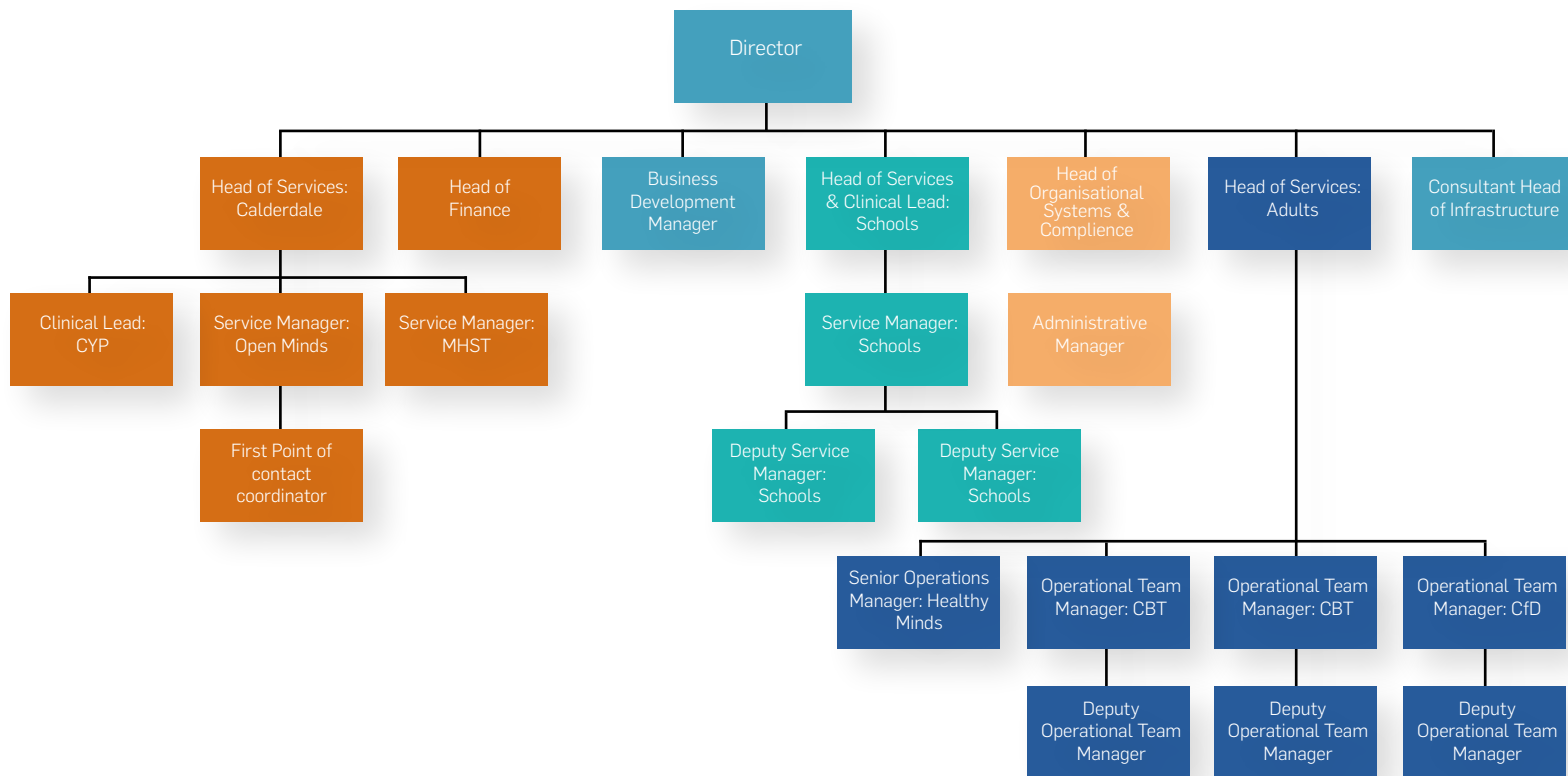 Director
Head of Services:
Calderdale
Head of
Finance
Business
Development
Manager
Head of Services
& Clinical Lead:
Schools
Head of
Organisational
Systems &
Complience
Head of Services:
Adults
Consultant Head
of Infrastructure
Clinical Lead:
CYP
Service Manager:
Open Minds
Service Manager:
MHST
Service Manager:
Schools
Administrative
Manager
First Point of
contact
coordinator
Deputy Service
Manager:
Schools
Deputy Service
Manager:
Schools
Senior Operations
Manager: Healthy
Minds
Operational Team
Manager: CBT
Operational Team
Manager: CBT
Operational Team
Manager: CfD
Deputy
Operational Team
Manager
Deputy
Operational Team
Manager
Deputy
Operational Team
Manager